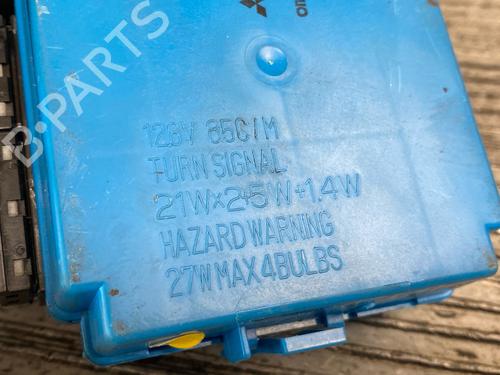 B-PARTS
12.8V 85C/M
TURN SIGNAL
21W×2+5W+1.4W
HAZARD WARNING
27W MAX 4BULBS